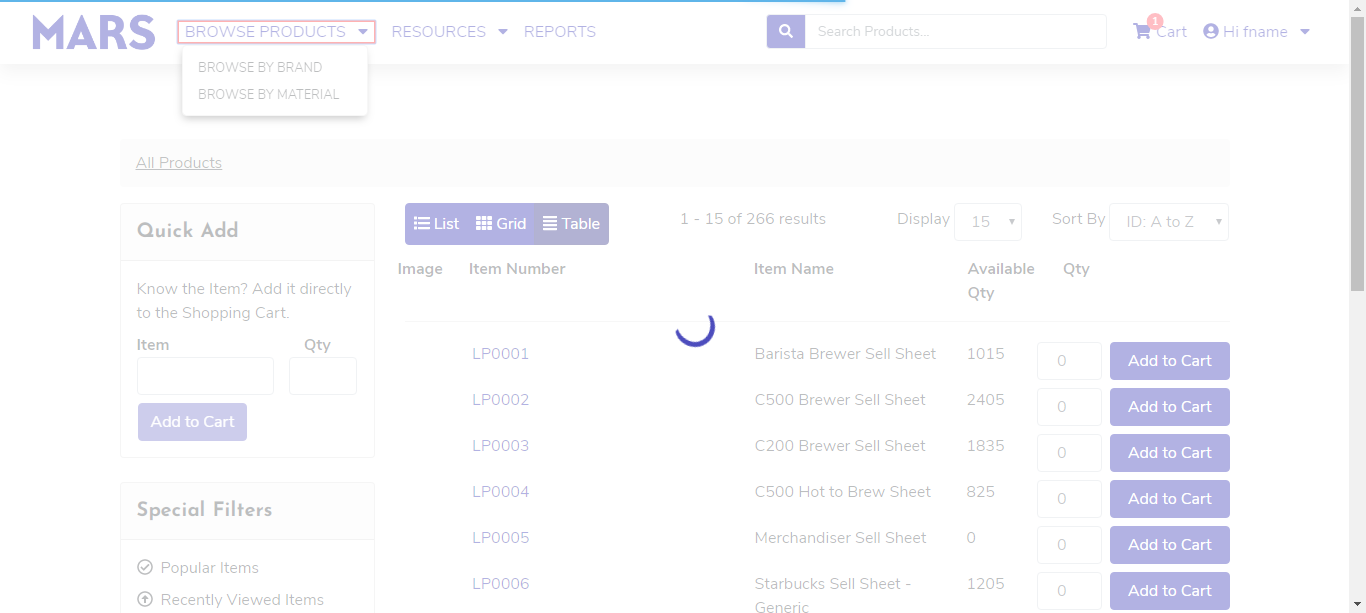 MARS BROWSE PRODUCTS RESOURCES REPORTS Search Products... 1 Cart Hi fname
BROWSE BY BRAND
BROWSE BY MATERIAL
All Products
Quick Add
Know the Item? Add it directly
to the Shopping Cart.
Item Qty
Add to Cart
Special Filters
Popular Items
Recently Viewed Items
List Grid Table 1 - 15 of 266 results Display 15 Sort By ID: A to Z
Image Item Number Item Name Available Qty
Qty
LP0001 Barista Brewer Sell Sheet 1015 0 Add to Cart
LP0002 C500 Brewer Sell Sheet 2405 0 Add to Cart
LP0003 C200 Brewer Sell Sheet 1835 0 Add to Cart
LP0004 C500 Hot to Brew Sheet 825 0 Add to Cart
LP0005 Merchandiser Sell Sheet 0 0 Add to Cart
LP0006 Starbucks Sell Sheet - 1205 0 Add to Cart
Generic